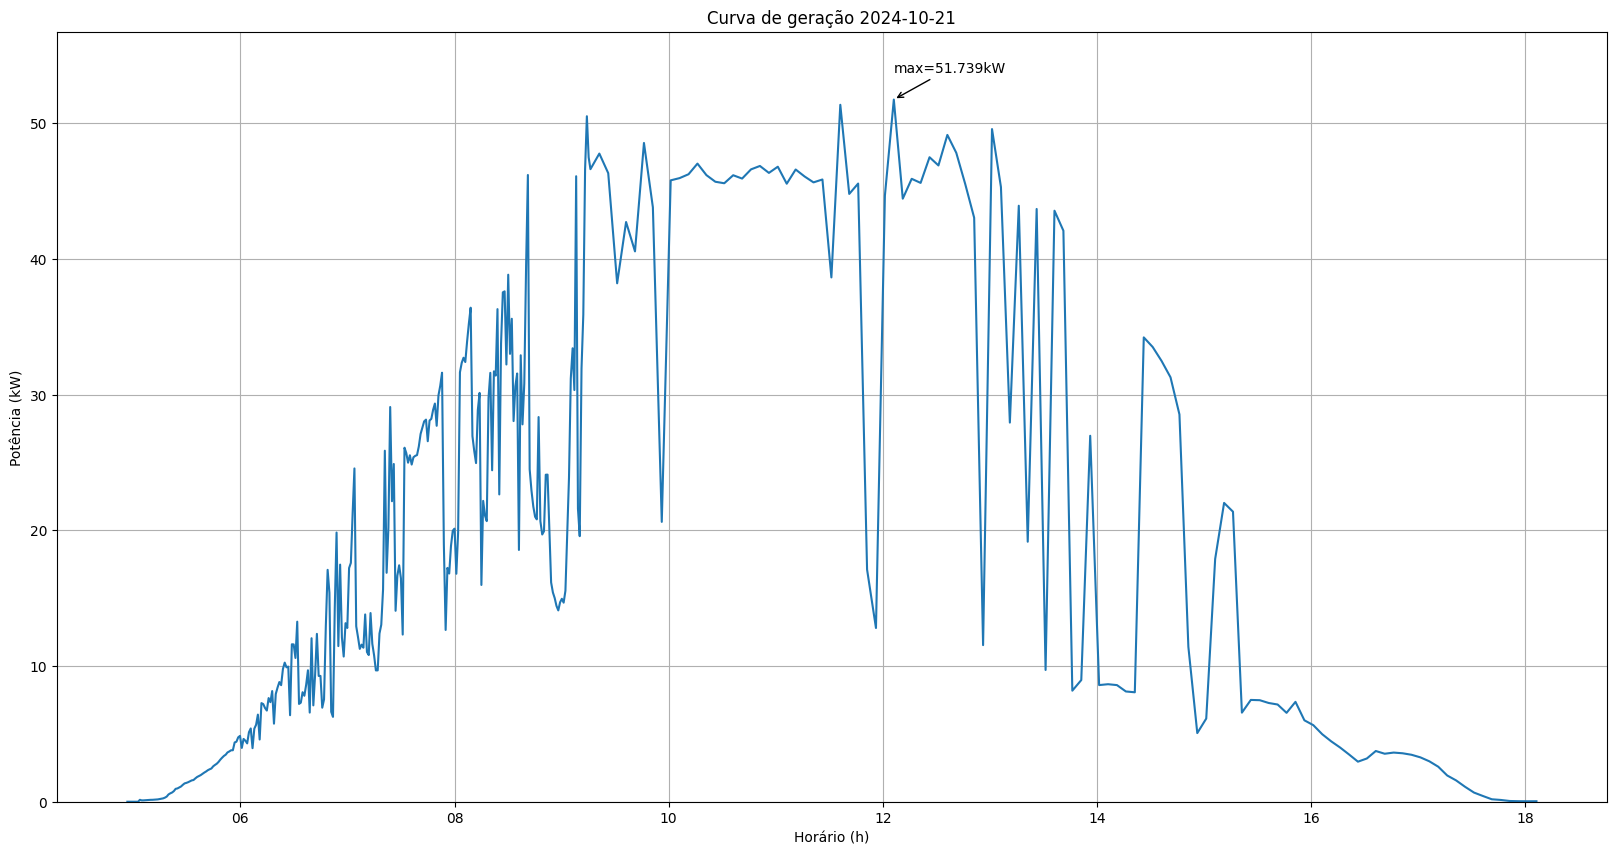 Curva de geração 2024-10-21
max=51.739kW
50
40
30
20
10
0
Potência (kW)
06 08 10 12 14 16 18
Horário (h)